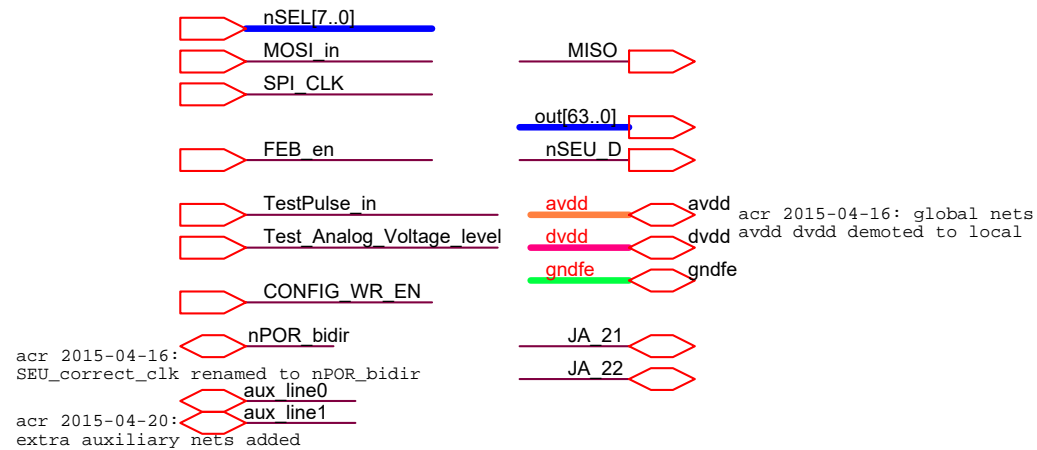 nSEL[7..0]
MOSI_in
MISO
SPI_CLK
out[63..0]
FEB_en
nSEU_D
TestPulse_in
avdd
avdd
acr 2015-04-16: global nets
avdd dvdd demoted to local
Test_Analog_Voltage_level
dvdd
dvdd
gndfe
gndfe
CONFIG_WR_EN
nPOR_bidir
JA_21
acr 2015-04-16:
SEU_correct_clk renamed to nPOR_bidir
JA_22
aux_line0
aux_line1
acr 2015-04-20:
extra auxiliary nets added